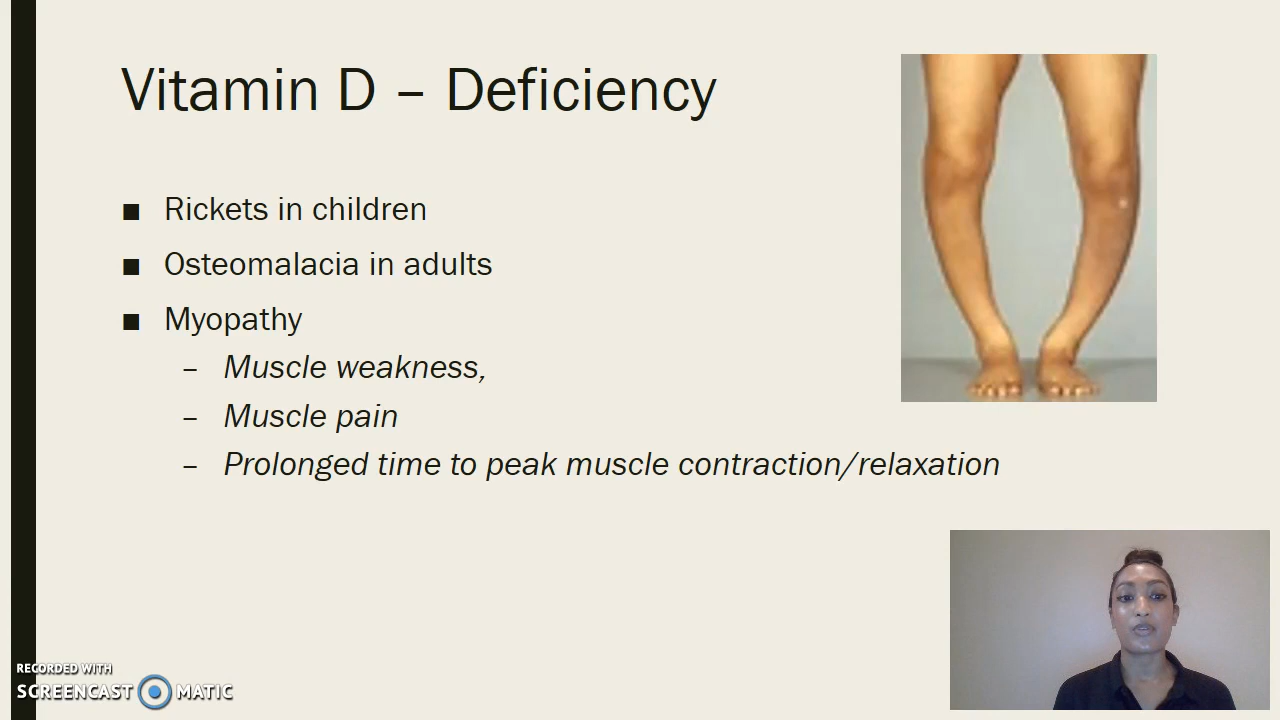 Vitamin D – Deficiency
■ Rickets in children
■ Osteomalacia in adults
■ Myopathy
– Muscle weakness,
– Muscle pain
– Prolonged time to peak muscle contraction/relaxation
RECORDED WITH
SCREENCAST MATIC